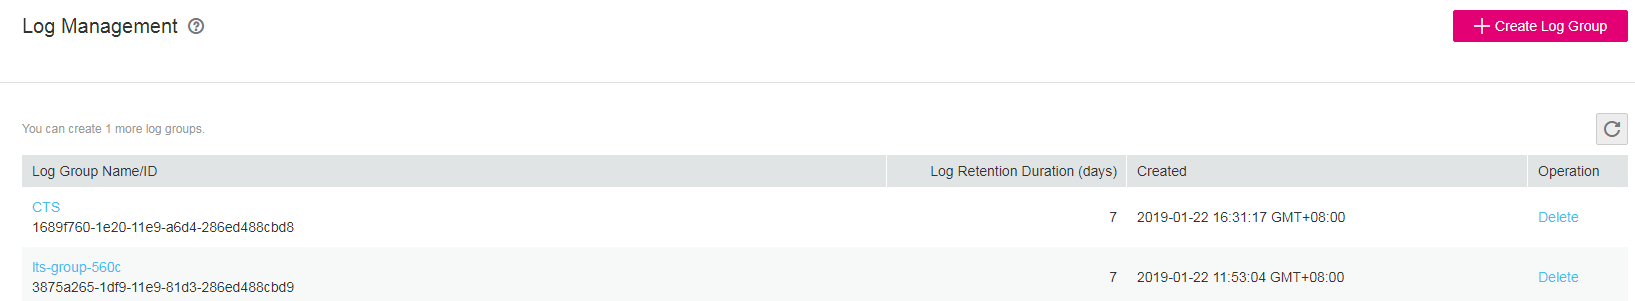 Log Management
Create Log Group
You can create 1 more log groups.
Log Group Name/ID Log Retention Duration (days) Created Operation
CTS
1689f760-1e20-11e9-a6d4-286ed488cbd8 7 2019-01-22 16:31:17 GMT+08:00 Delete
lts-group-560c
3875a265-1df9-11e9-81d3-286ed488cbd9 7 2019-01-22 11:53:04 GMT+08:00 Delete